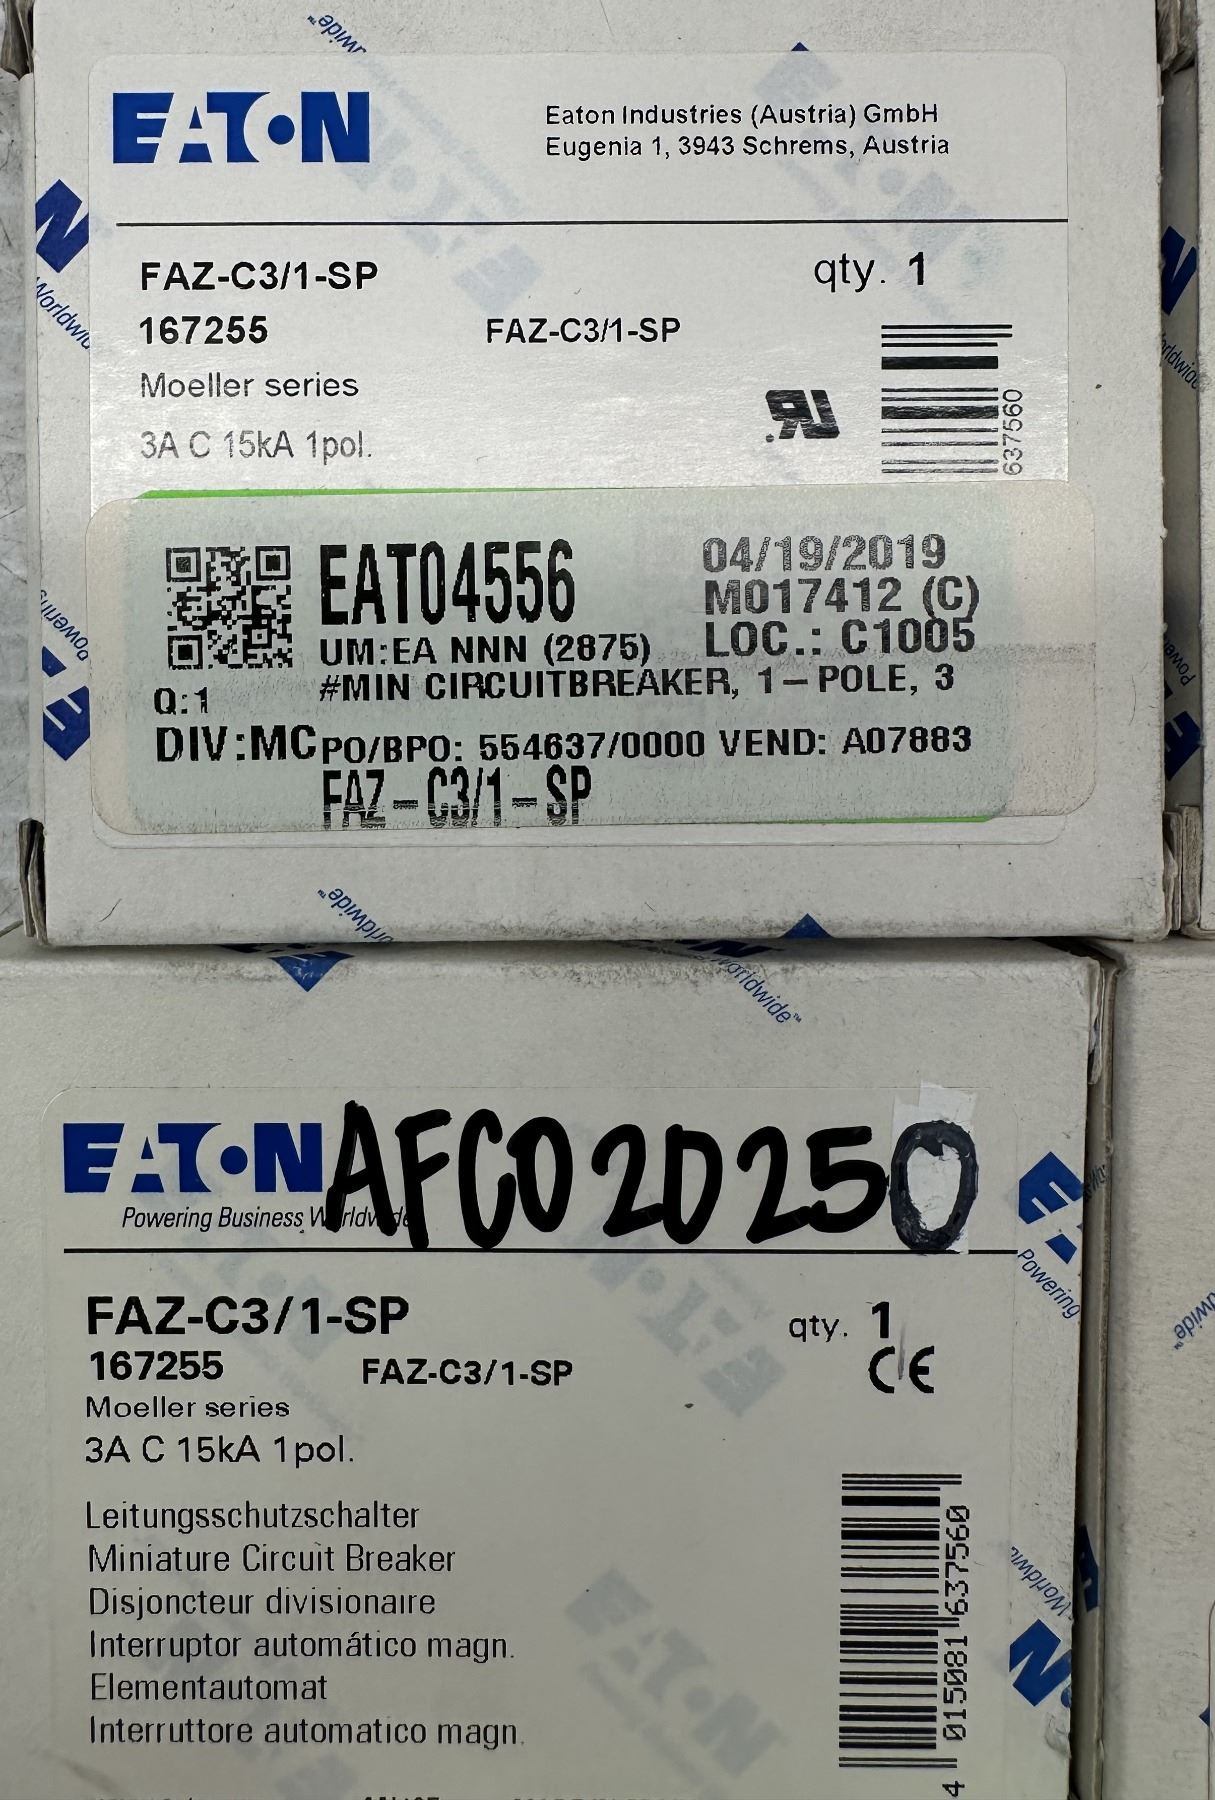 EATON
Eaton Industries (Austria) GmbH
Eugenia 1, 3943 Schrems, Austria
FAZ-C3/1-SP
qty. 1
167255 FAZ-C3/1-SP
Moeller series
3A C 15kA 1pol.
637560
EAT04556
04/19/2019
M017412 (C)
UM:EA NNN (2875)
LOC.: C1005
#MIN CIRCUITBREAKER, 1-POLE, 3
Q:1
DIV:MC PO/BPO: 554637/0000 VEND: A07883
FAZ-C3/1-SP
EATON
AFC020250
Powering Business Worldwide
FAZ-C3/1-SP
qty. 1
167255 FAZ-C3/1-SP
CE
Moeller series
3A C 15kA 1pol.
Leitungsschutzschalter
Miniature Circuit Breaker
Disjoncteur divisionaire
Interruptor automático magn.
Elementautomat
Interruttore automatico magn.
4 015081 637560